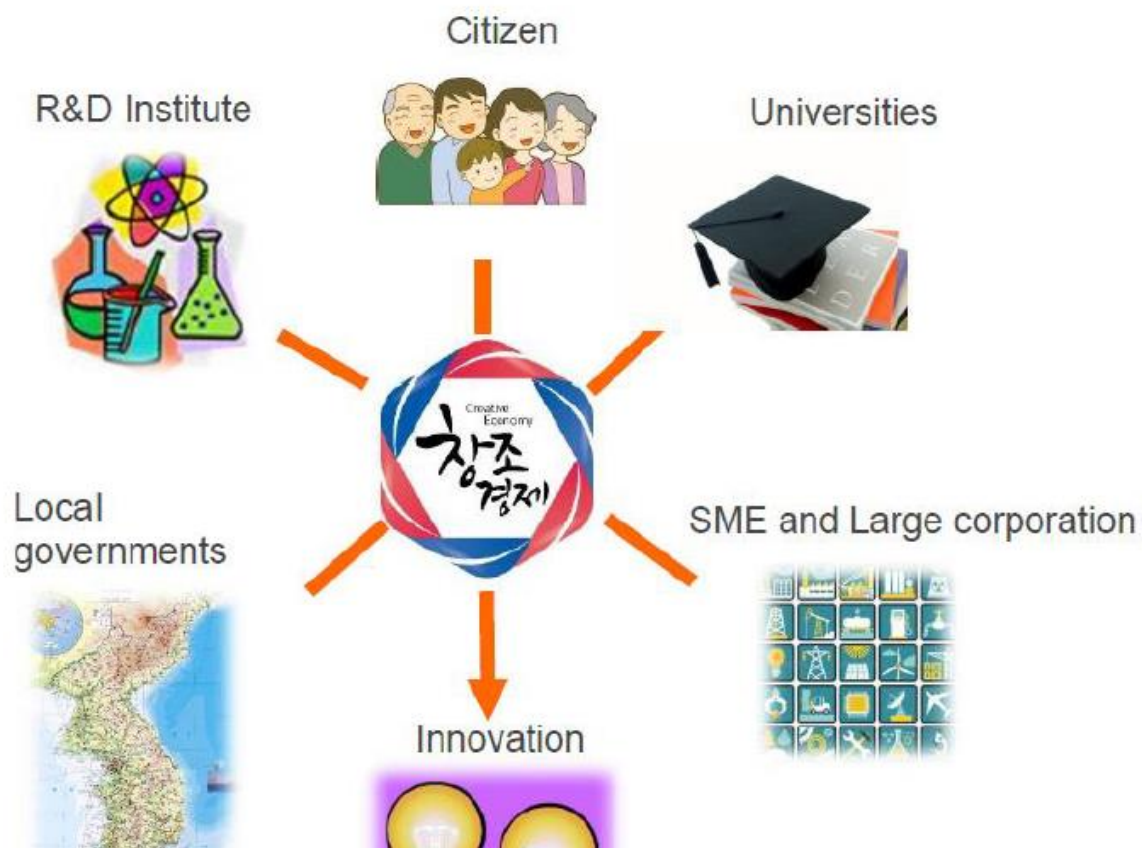 Citizen
R&D Institute
Universities
Creative
Economy
창조
경제
Local
governments
SME and Large corporation
Innovation